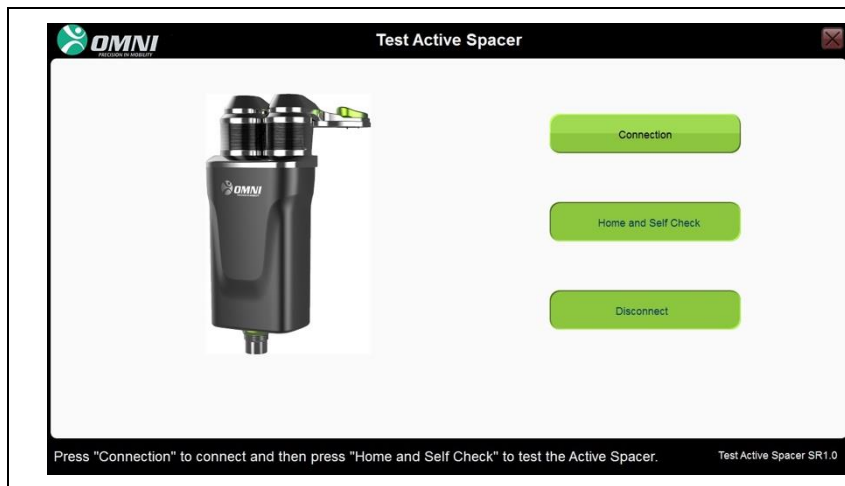 OMNI
PRECISION IN MOBILITY
Test Active Spacer
OMNI
Connection
Home and Self Check
Disconnect
Press "Connection" to connect and then press "Home and Self Check" to test the Active Spacer.
Test Active Spacer SR1.0